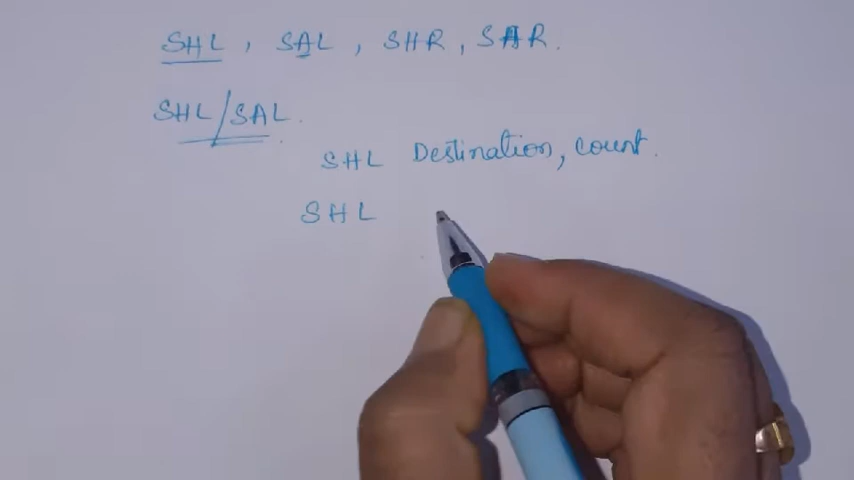 SHL, SAL, SHR, SAR.
SHL/SAL.
SHL Destination, count.
SHL